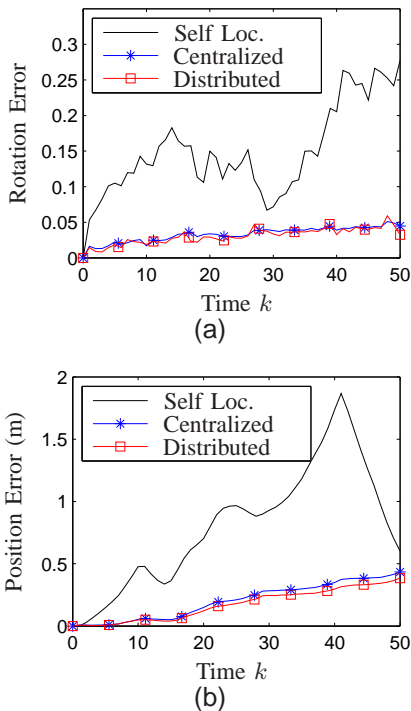 0.3
0.25
0.2
0.15
0.1
0.05
0
Rotation Error
Self Loc.
Centralized
Distributed
0 10 20 30 40 50
Time k
(a)
2
1.5
1
0.5
0
Position Error (m)
Self Loc.
Centralized
Distributed
0 10 20 30 40 50
Time k
(b)